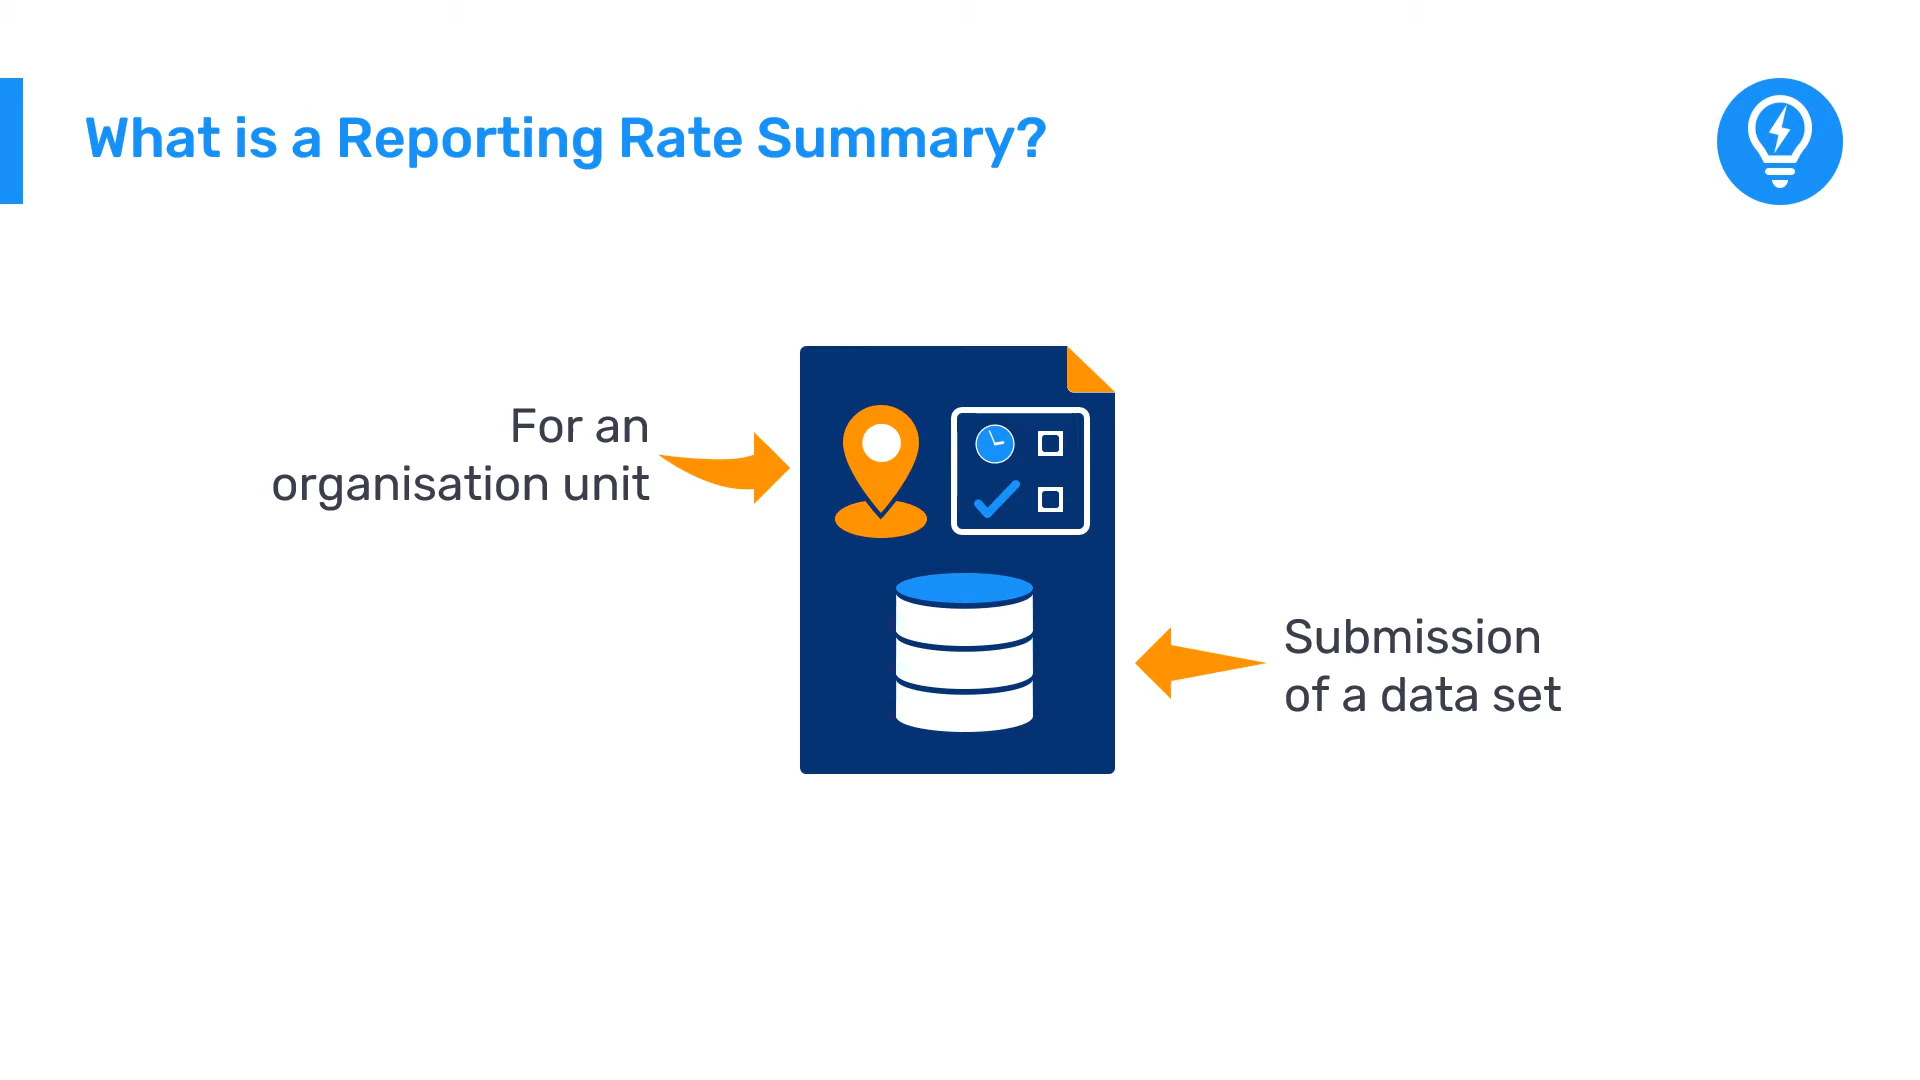 What is a Reporting Rate Summary?
For an
organisation unit
Submission
of a data set